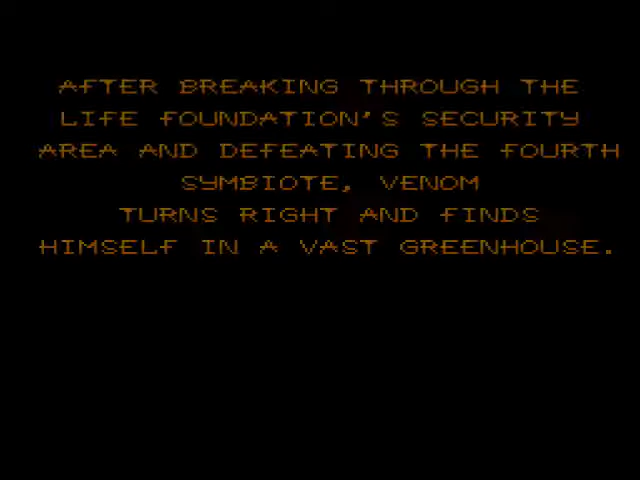 AFTER BREAKING THROUGH THE
LIFE FOUNDATION'S SECURITY
AREA AND DEFEATING THE FOURTH
SYMBIOTE, VENOM
TURNS RIGHT AND FINDS
HIMSELF IN A VAST GREENHOUSE.